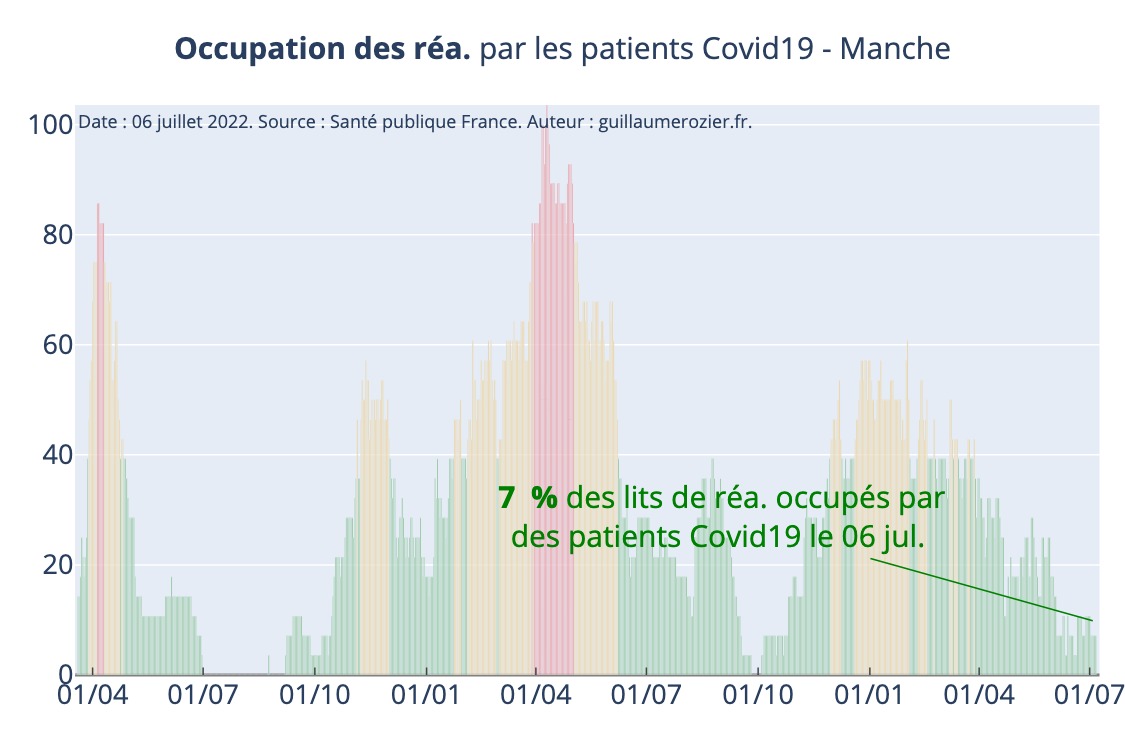 Occupation des réa. par les patients Covid19 - Manche
Date : 06 juillet 2022. Source : Santé publique France. Auteur : guillaumerozier.fr.
100
80
60
40
20
0
7 % des lits de réa. occupés par
des patients Covid19 le 06 jul.
01/04 01/07 01/10 01/01 01/04 01/07 01/10 01/01 01/04 01/07